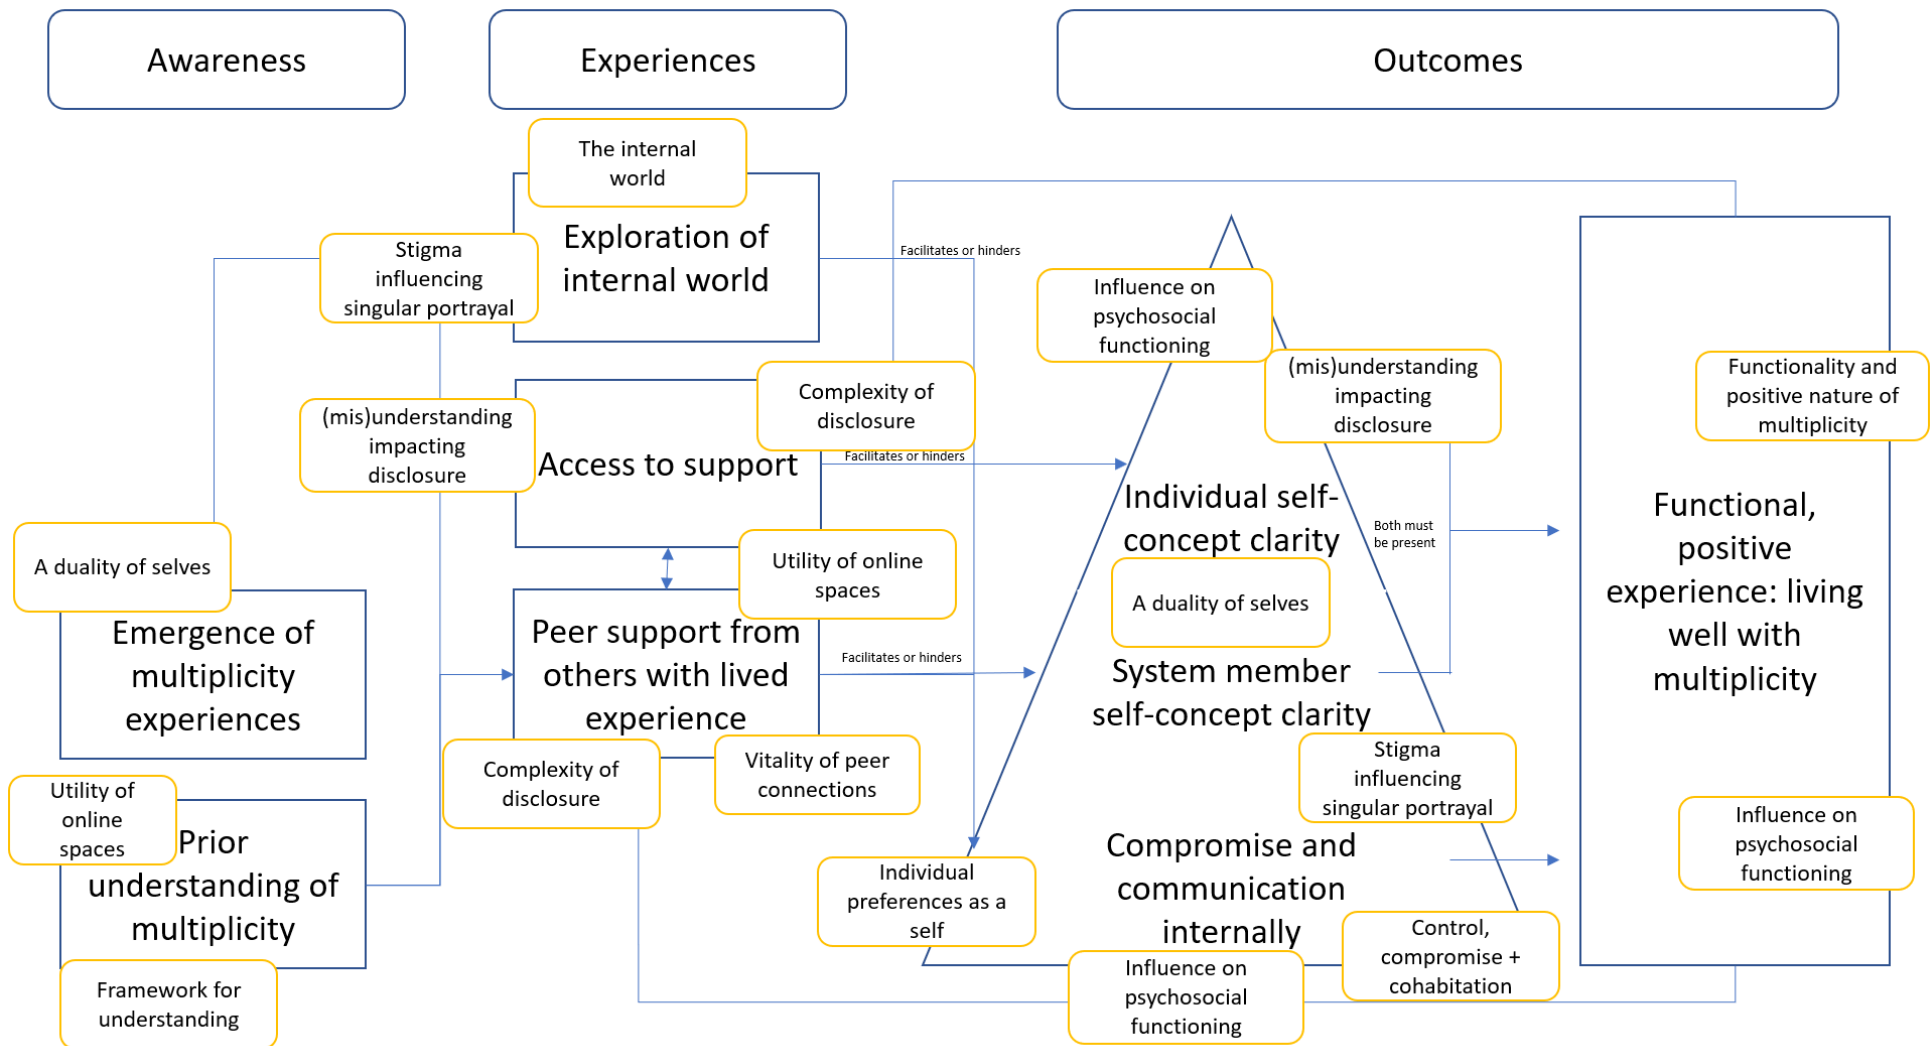 Awareness
Experiences
Outcomes
The internal
world
Exploration of
internal world
Stigma
influencing
singular portrayal
Facilitates or hinders
(mis)understanding
impacting
disclosure
Complexity of
disclosure
Access to support
Facilitates or hinders
A duality of selves
Emergence of
multiplicity
experiences
Utility of online
spaces
Peer support from
others with lived
experience
Facilitates or hinders
Complexity of
disclosure
Vitality of peer
connections
Utility of
online
spaces
Prior
understanding of
multiplicity
Framework for
understanding
Influence on
psychosocial
functioning
(mis)understanding
impacting
disclosure
Individual self-
concept clarity
Both must
be present
A duality of selves
System member
self-concept clarity
Stigma
influencing
singular portrayal
Compromise and
communication
internally
Individual
preferences as a
self
Control,
compromise +
cohabitation
Influence on
psychosocial
functioning
Functionality and
positive nature of
multiplicity
Functional,
positive
experience: living
well with
multiplicity
Influence on
psychosocial
functioning